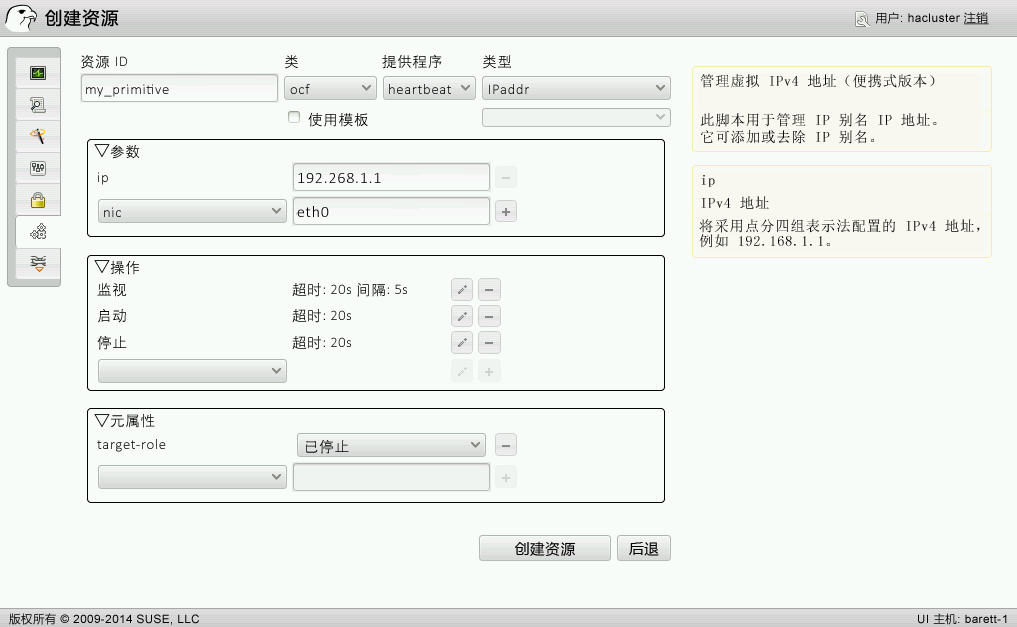 创建资源
用户: hacluster 注销
资源 ID 类 提供程序 类型
my_primitive ocf heartbeat IPaddr
使用模板
▽参数
ip 192.168.1.1
nic eth0
▽操作
监视 超时: 20s 间隔: 5s
启动 超时: 20s
停止 超时: 20s
▽元属性
target-role 已停止
创建资源 后退
管理虚拟 IPv4 地址（便携式版本）
此脚本用于管理 IP 别名 IP 地址。
它可添加或去除 IP 别名。
ip
IPv4 地址
将采用点分四组表示法配置的 IPv4 地址，
例如 192.168.1.1。
版权所有 © 2009-2014 SUSE, LLC
UI 主机: barett-1